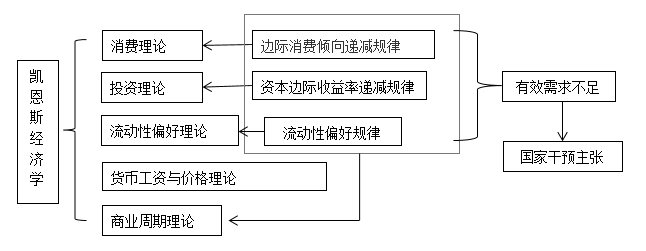 凯恩斯经济学
消费理论
边际消费倾向递减规律
投资理论
资本边际收益率递减规律
有效需求不足
流动性偏好理论
流动性偏好规律
国家干预主张
货币工资与价格理论
商业周期理论